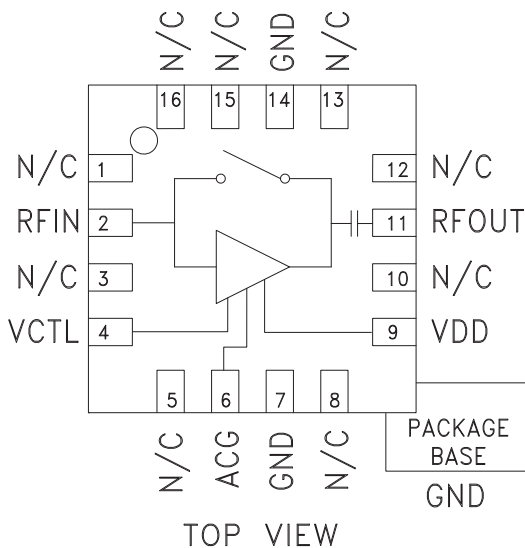 N/C
N/C
GND
N/C
16
15
14
13
N/C 1
12 N/C
RFIN 2
11 RFOUT
N/C 3
10 N/C
VCTL 4
9 VDD
5
6
7
8
N/C
ACG
GND
N/C
PACKAGE
BASE
GND
TOP VIEW